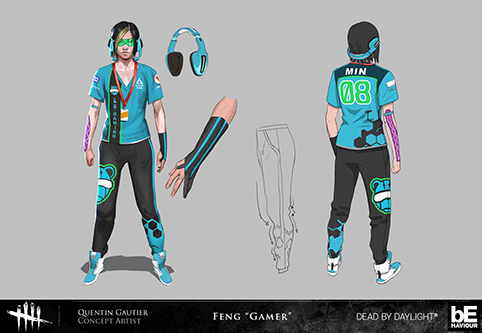 MIN
08
QUENTIN GAUTIER
CONCEPT ARTIST
FENG "GAMER"
DEAD BY DAYLIGHT®
bE
HAVIOUR